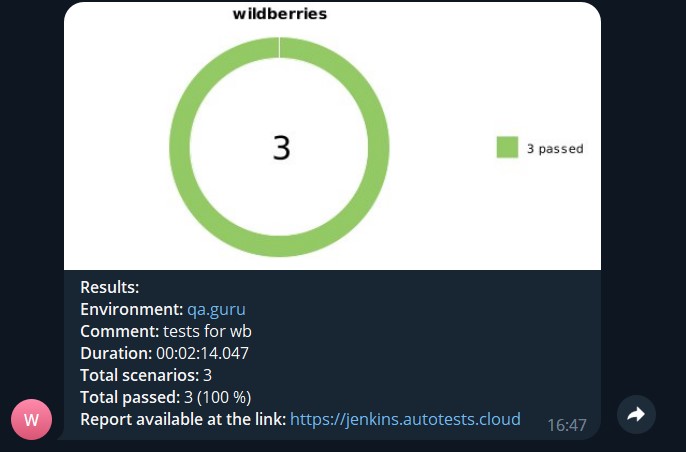 wildberries
3
3 passed
Results:
Environment: qa.guru
Comment: tests for wb
Duration: 00:02:14.047
Total scenarios: 3
Total passed: 3 (100 %)
Report available at the link: https://jenkins.autotests.cloud
16:47
W